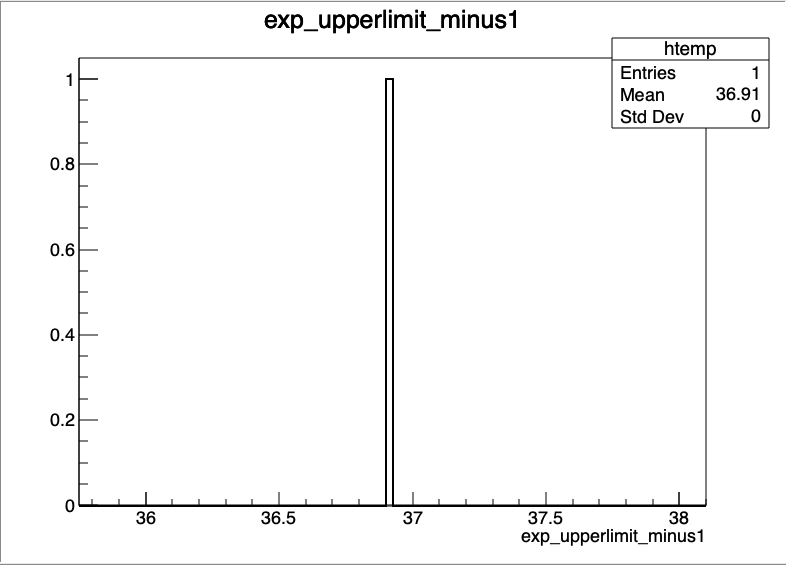 exp_upperlimit_minus1
htemp
Entries 1
Mean 36.91
Std Dev 0
1
0.8
0.6
0.4
0.2
0
36 36.5 37 37.5 38
exp_upperlimit_minus1